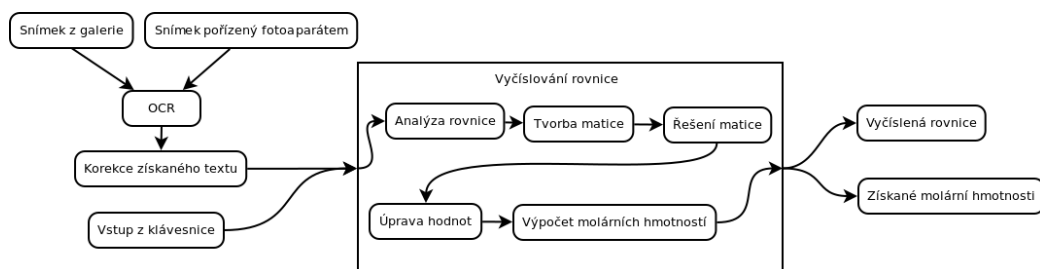 Snímek z galerie
Snímek pořízený fotoaparátem
OCR
Korekce získaného textu
Vstup z klávesnice
Vyčíslování rovnice
Analýza rovnice
Tvorba matice
Řešení matice
Úprava hodnot
Výpočet molárních hmotností
Vyčíslená rovnice
Získané molární hmotnosti